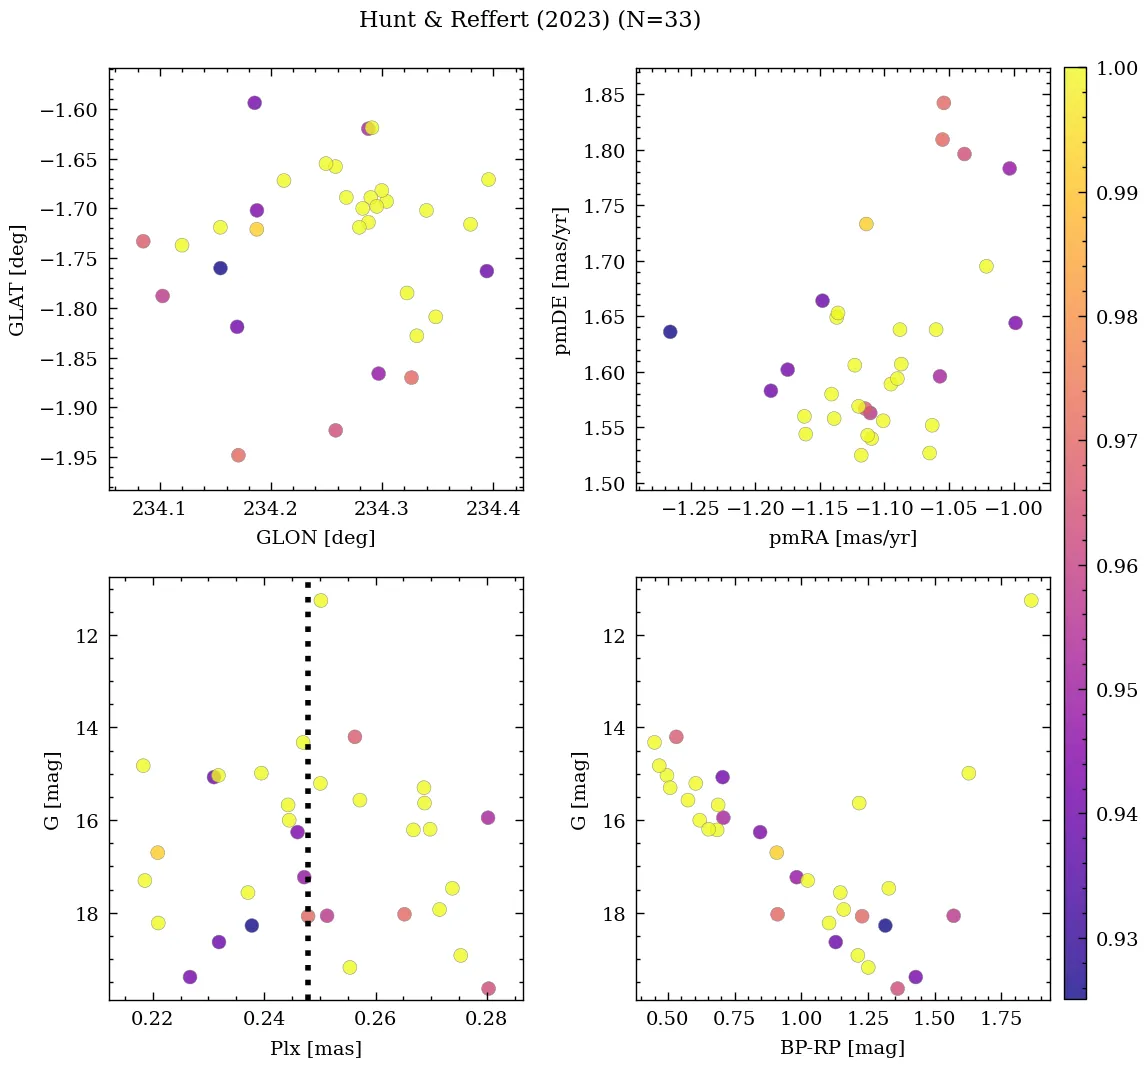 Hunt & Reffert (2023) (N=33)
−1.60
−1.65
−1.70
−1.75
−1.80
−1.85
−1.90
−1.95
GLAT [deg]
234.1 234.2 234.3 234.4
GLON [deg]
1.85
1.80
1.75
1.70
1.65
1.60
1.55
1.50
pmDE [mas/yr]
−1.25 −1.20 −1.15 −1.10 −1.05 −1.00
pmRA [mas/yr]
12
14
16
18
G [mag]
0.22 0.24 0.26 0.28
Plx [mas]
12
14
16
18
G [mag]
0.50 0.75 1.00 1.25 1.50 1.75
BP-RP [mag]
1.00
0.99
0.98
0.97
0.96
0.95
0.94
0.93